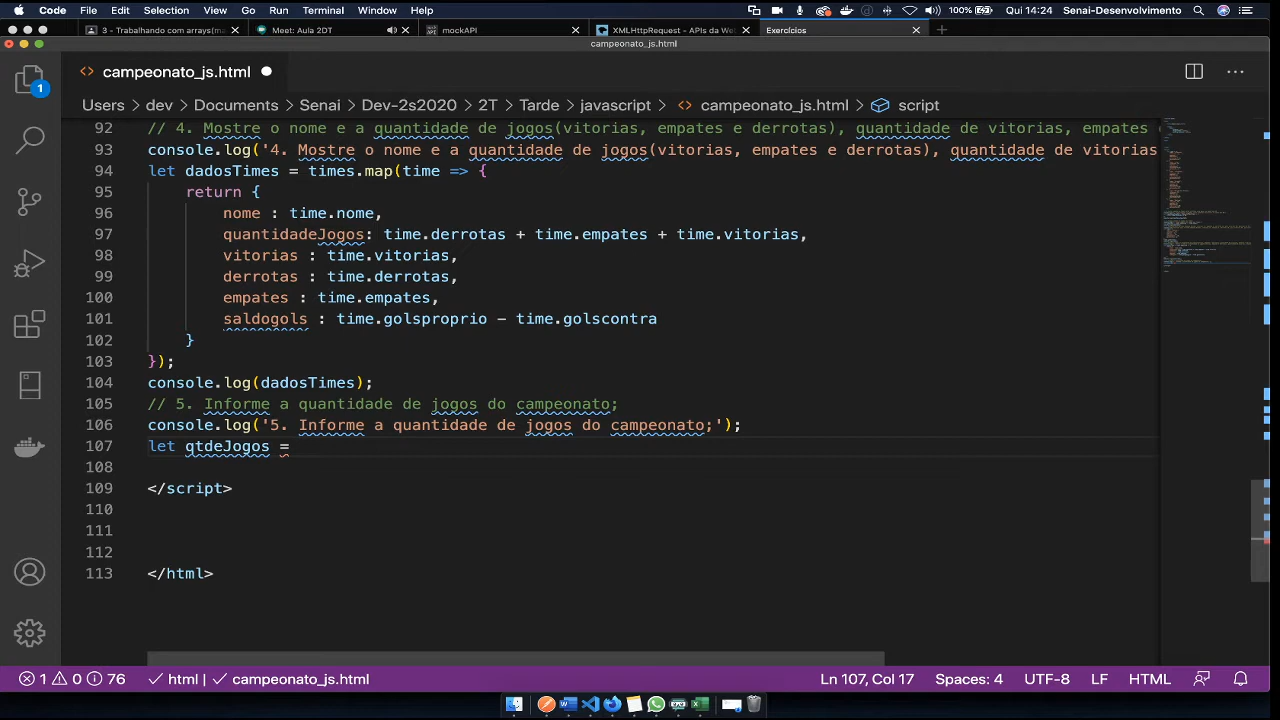 Code File Edit Selection View Go Run Terminal Window Help 100% Qui 14:24 Senai-Desenvolvimento
3 - Trabalhando com arrays(ma Meet: Aula 2DT mockAPI XMLHttpRequest - APIs da Web Exercícios
campeonato_js.html
campeonato_js.html
1
Users > dev > Documents > Senai > Dev-2s2020 > 2T > Tarde > javascript > campeonato_js.html > script
92 // 4. Mostre o nome e a quantidade de jogos(vitorias, empates e derrotas), quantidade de vitorias, empates
93 console.log('4. Mostre o nome e a quantidade de jogos(vitorias, empates e derrotas), quantidade de vitorias
94 let dadosTimes = times.map(time => {
95 return {
96 nome : time.nome,
97 quantidadeJogos: time.derrotas + time.empates + time.vitorias,
98 vitorias : time.vitorias,
99 derrotas : time.derrotas,
100 empates : time.empates,
101 saldogols : time.golsproprio - time.golscontra
102 }
103 });
104 console.log(dadosTimes);
105 // 5. Informe a quantidade de jogos do campeonato;
106 console.log('5. Informe a quantidade de jogos do campeonato;');
107 let qtdeJogos =
108
109 </script>
110
111
112
113 </html>
1 0 76 html | campeonato_js.html Ln 107, Col 17 Spaces: 4 UTF-8 LF HTML